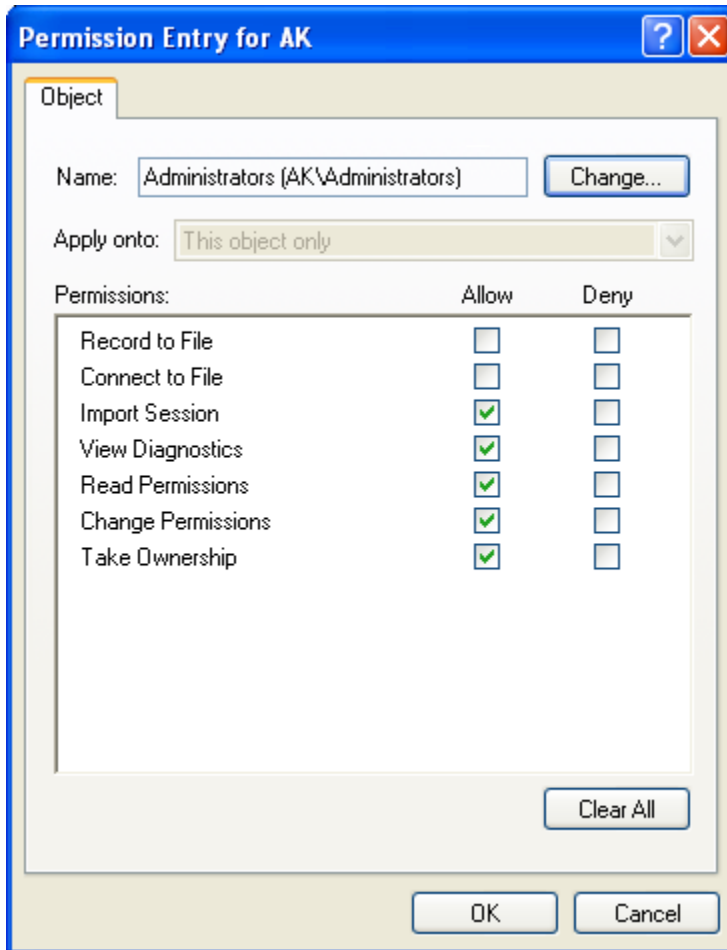 Permission Entry for AK
Object
Name: Administrators (AK\Administrators) Change...
Apply onto: This object only
Permissions: Allow Deny
Record to File
Connect to File
Import Session
View Diagnostics
Read Permissions
Change Permissions
Take Ownership
Clear All
OK Cancel